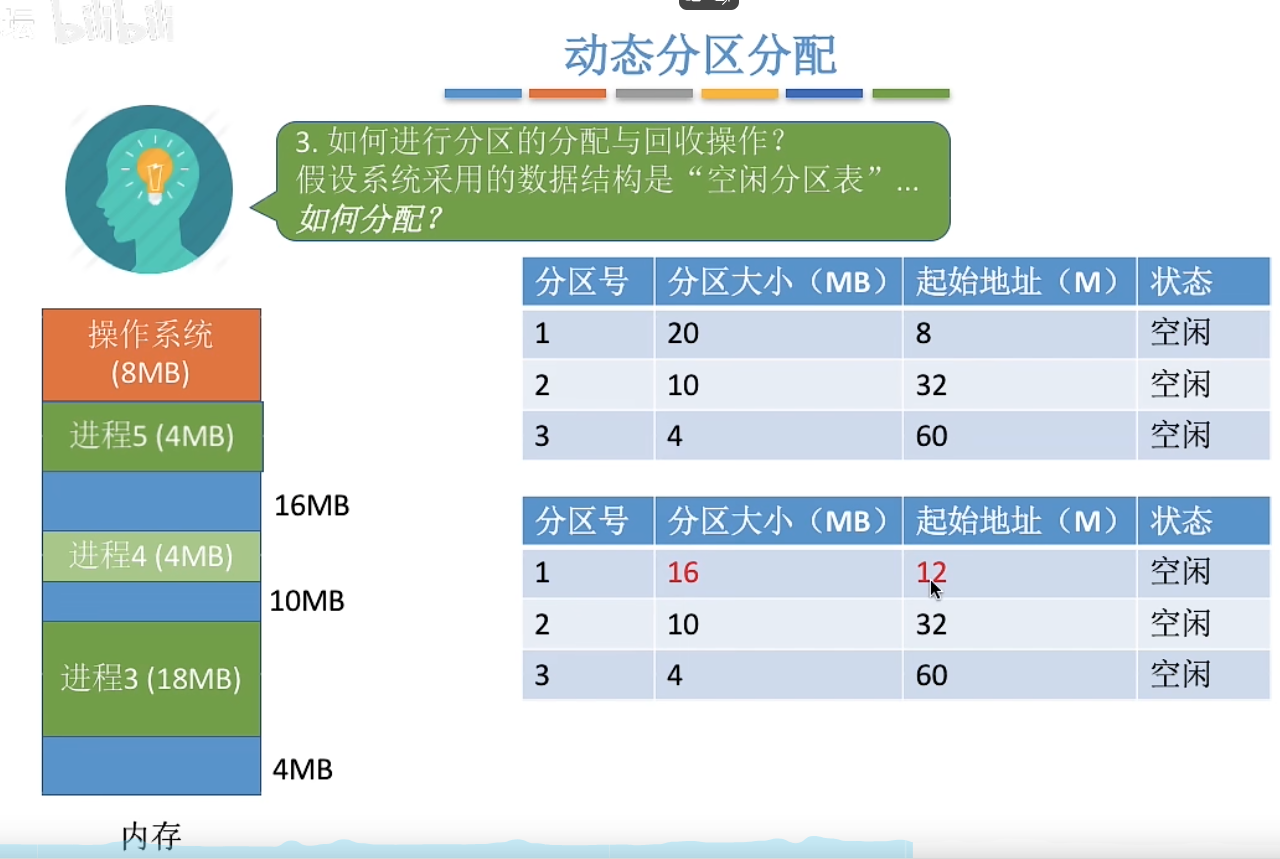 坛 bilibili
动态分区分配
3. 如何进行分区的分配与回收操作？
假设系统采用的数据结构是“空闲分区表”...
如何分配？
操作系统
(8MB)
进程5 (4MB)
16MB
进程4 (4MB)
10MB
进程3 (18MB)
4MB
内存
分区号 分区大小（MB） 起始地址（M） 状态
1 20 8 空闲
2 10 32 空闲
3 4 60 空闲
分区号 分区大小（MB） 起始地址（M） 状态
1 16 12 空闲
2 10 32 空闲
3 4 60 空闲